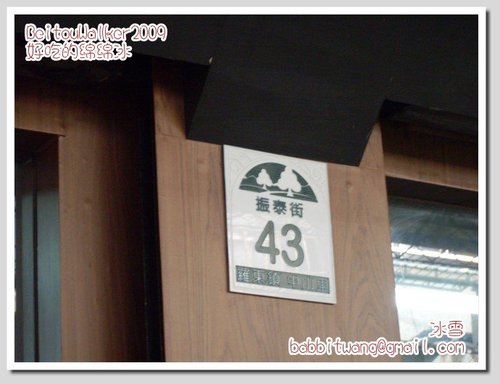 BeitouWalker2009
好吃的綿綿冰
振泰街
43
羅東鎮 中山里
冰雪
babbitwang@gmail.com